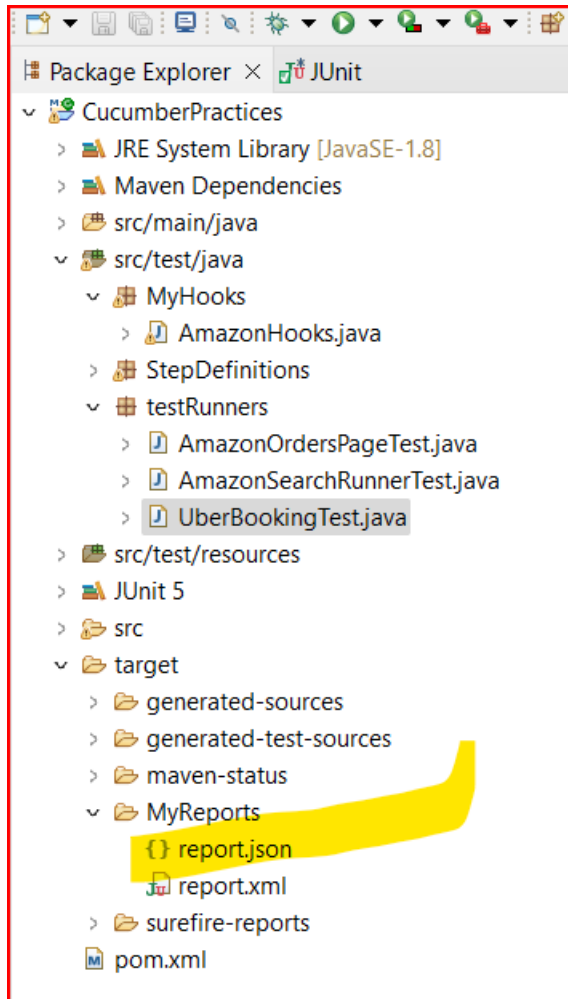 Package Explorer
JUnit
CucumberPractices
JRE System Library [JavaSE-1.8]
Maven Dependencies
src/main/java
src/test/java
MyHooks
AmazonHooks.java
StepDefinitions
testRunners
AmazonOrdersPageTest.java
AmazonSearchRunnerTest.java
UberBookingTest.java
src/test/resources
JUnit 5
src
target
generated-sources
generated-test-sources
maven-status
MyReports
report.json
report.xml
surefire-reports
pom.xml